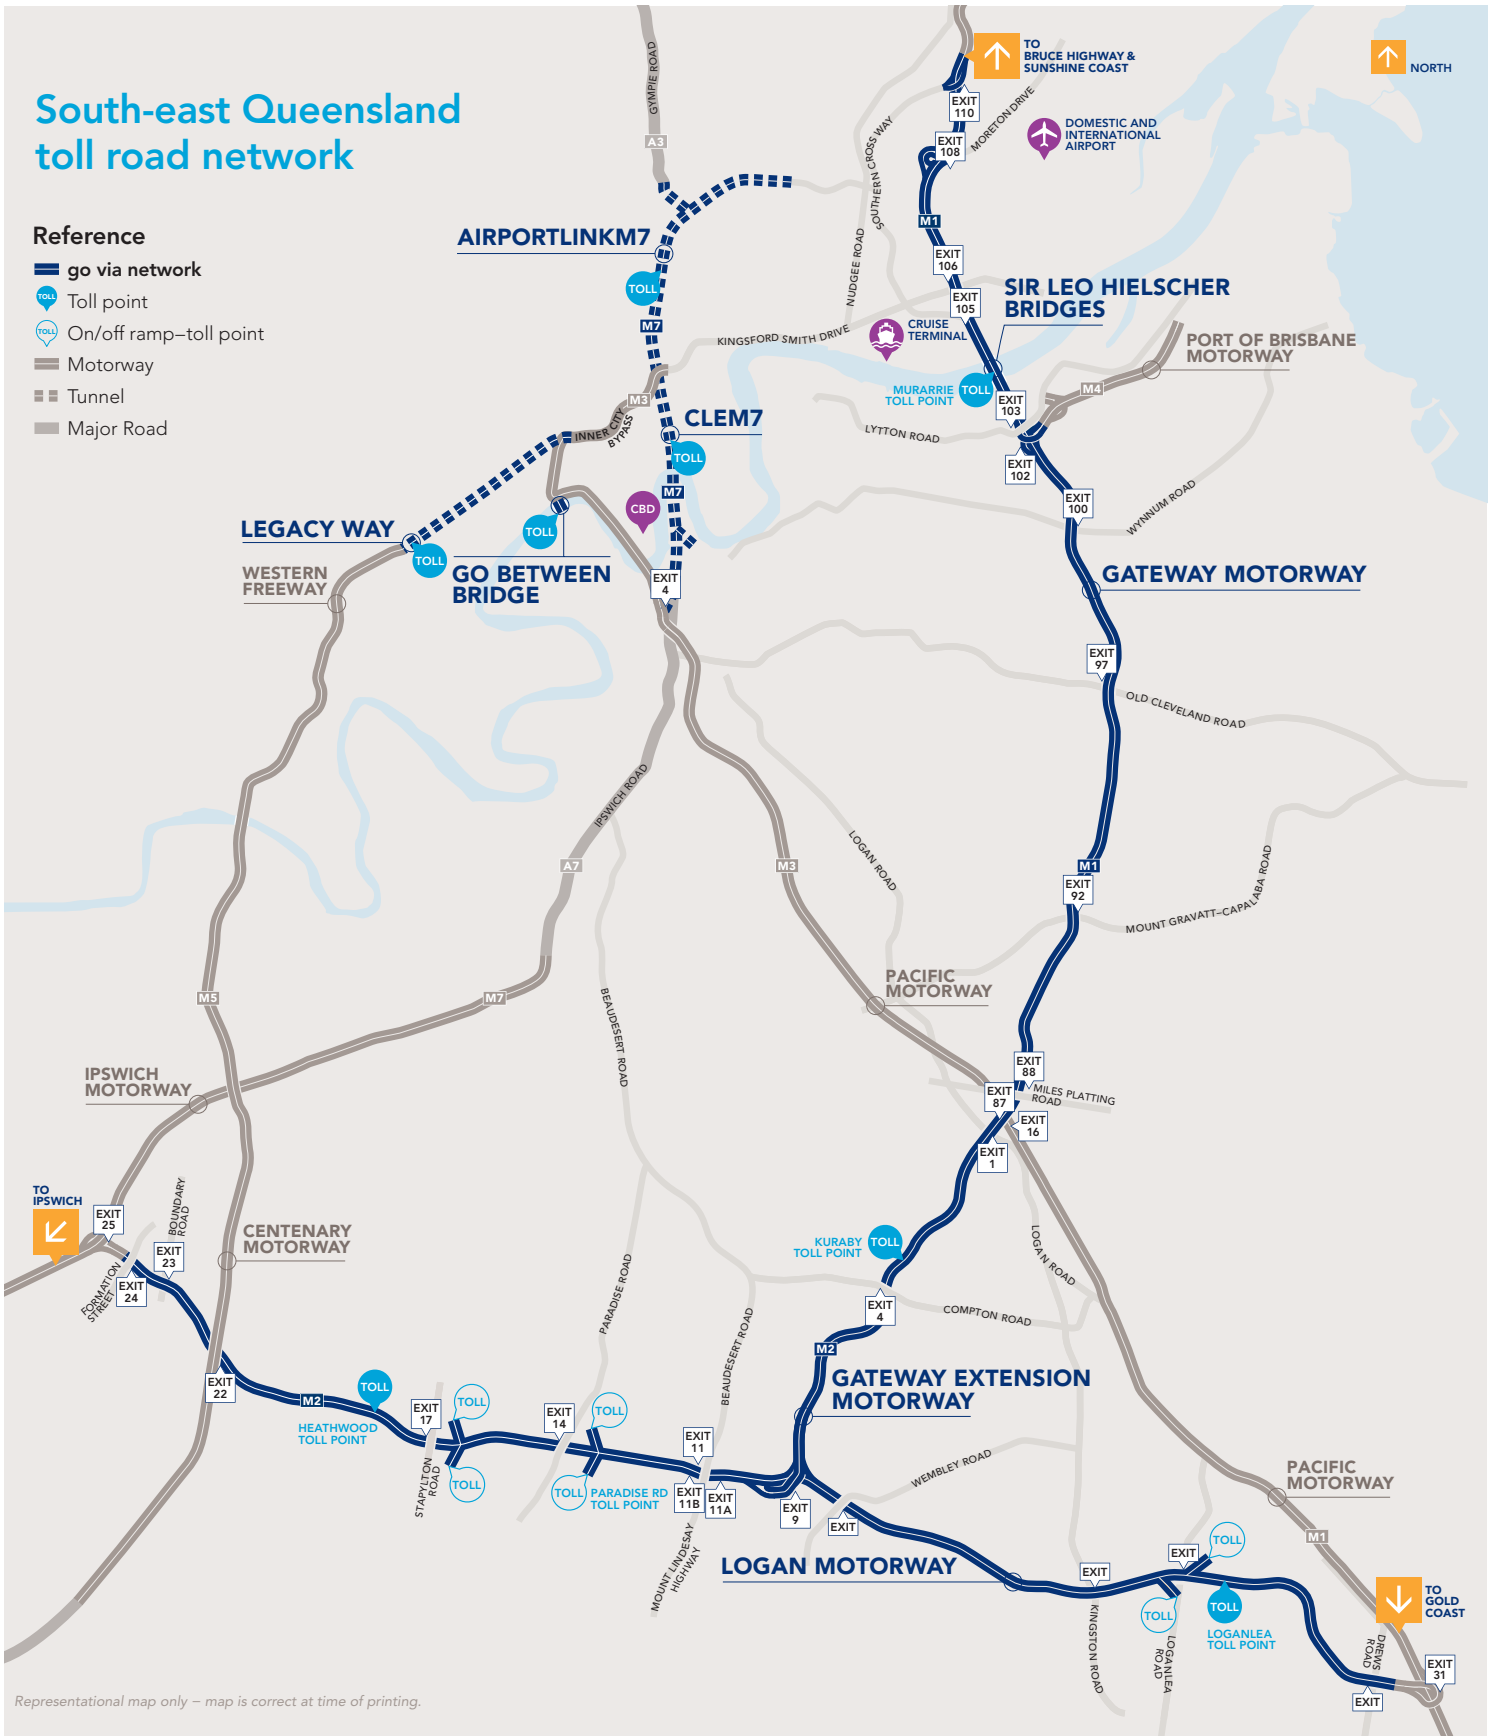 South-east Queensland
toll road network
Reference
go via network
TOLL
Toll point
TOLL
On/off ramp–toll point
Motorway
Tunnel
Major Road
TO
BRUCE HIGHWAY &
SUNSHINE COAST
NORTH
GYMPIE ROAD
A3
EXIT
110
MORETON DRIVE
DOMESTIC AND
INTERNATIONAL
AIRPORT
EXIT
108
SOUTHERN CROSS WAY
M1
AIRPORTLINKM7
TOLL
NUDGEE ROAD
EXIT
106
EXIT
105
SIR LEO HIELSCHER
BRIDGES
M7
KINGSFORD SMITH DRIVE
CRUISE
TERMINAL
PORT OF BRISBANE
MOTORWAY
MURARRIE
TOLL POINT
TOLL
M4
M3
EXIT
103
INNER CITY
BYPASS
CLEM7
TOLL
LYTTON ROAD
EXIT
102
M7
EXIT
100
WYNNUM ROAD
CBD
LEGACY WAY
TOLL
TOLL
GO BETWEEN
BRIDGE
WESTERN
FREEWAY
EXIT
4
GATEWAY MOTORWAY
EXIT
97
OLD CLEVELAND ROAD
IPSWICH ROAD
A7
M3
LOGAN ROAD
M1
EXIT
92
MOUNT GRAVATT–CAPALABA ROAD
M5
M7
PACIFIC
MOTORWAY
BEAUDESERT ROAD
IPSWICH
MOTORWAY
EXIT
88
EXIT
87
MILES PLATTING
ROAD
EXIT
16
EXIT
1
TO
IPSWICH
EXIT
25
BOUNDARY
ROAD
EXIT
23
CENTENARY
MOTORWAY
FORMATION
STREET
EXIT
24
KURABY
TOLL POINT
TOLL
LOGAN ROAD
PARADISE ROAD
EXIT
4
COMPTON ROAD
BEAUDESERT ROAD
M2
GATEWAY EXTENSION
MOTORWAY
EXIT
22
M2
TOLL
HEATHWOOD
TOLL POINT
EXIT
17
TOLL
TOLL
STAPYLTON
ROAD
EXIT
14
TOLL
TOLL
PARADISE RD
TOLL POINT
EXIT
11
EXIT
11B
EXIT
11A
EXIT
9
WEMBLEY ROAD
EXIT
MOUNT LINDESAY
HIGHWAY
LOGAN MOTORWAY
PACIFIC
MOTORWAY
M1
EXIT
KINGSTON ROAD
EXIT
TOLL
TOLL
LOGANLEA
ROAD
TOLL
LOGANLEA
TOLL POINT
TO
GOLD
COAST
DREWS
ROAD
EXIT
31
EXIT
Representational map only – map is correct at time of printing.